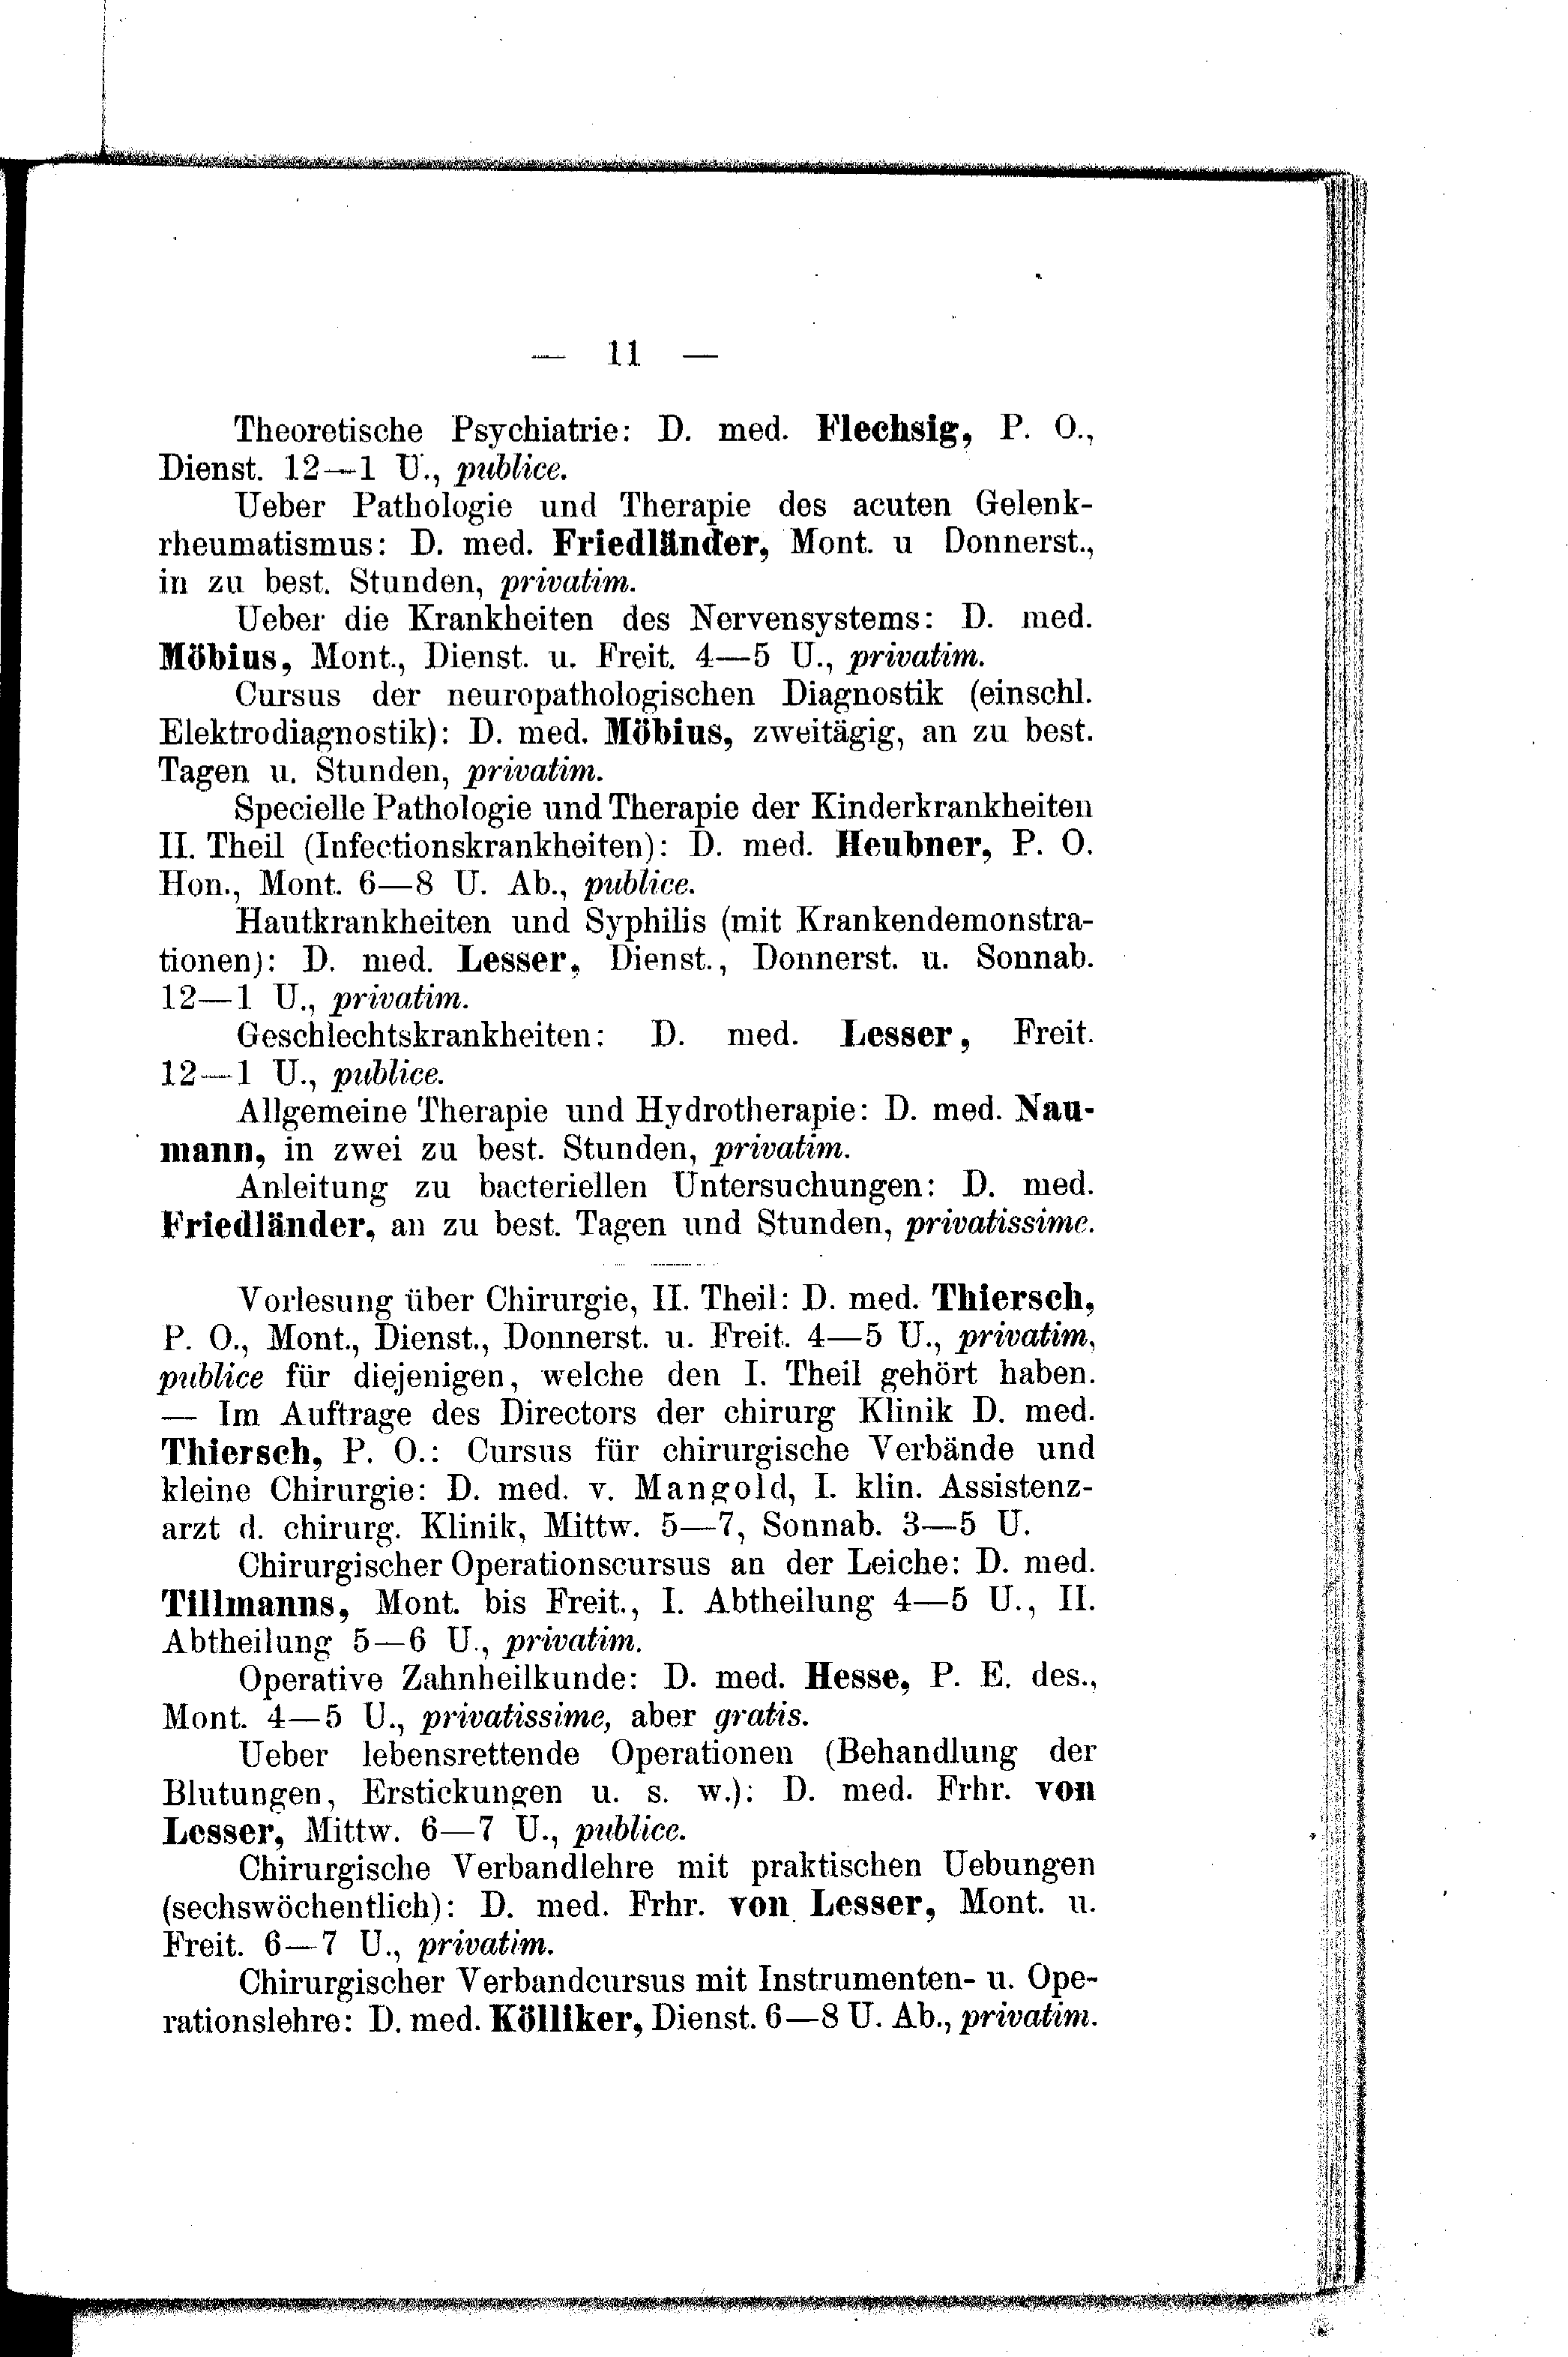 — 11 —
Theoretische Psychiatrie: D. med. Flechsig, P. O.,
Dienst. 12—1 U., publice.
Ueber Pathologie und Therapie des acuten Gelenk-
rheumatismus: D. med. Friedländer, Mont. u Donnerst.,
in zu best. Stunden, privatim.
Ueber die Krankheiten des Nervensystems: D. med.
Möbius, Mont., Dienst. u. Freit. 4—5 U., privatim.
Cursus der neuropathologischen Diagnostik (einschl.
Elektrodiagnostik): D. med. Möbius, zweitägig, an zu best.
Tagen u. Stunden, privatim.
Specielle Pathologie und Therapie der Kinderkrankheiten
II. Theil (Infectionskrankheiten): D. med. Heubner, P. O.
Hon., Mont. 6—8 U. Ab., publice.
Hautkrankheiten und Syphilis (mit Krankendemonstra-
tionen): D. med. Lesser, Dienst., Donnerst. u. Sonnab.
12—1 U., privatim.
Geschlechtskrankheiten: D. med. Lesser, Freit.
12—1 U., publice.
Allgemeine Therapie und Hydrotherapie: D. med. Nau-
mann, in zwei zu best. Stunden, privatim.
Anleitung zu bacteriellen Untersuchungen: D. med.
Friedländer, an zu best. Tagen und Stunden, privatissime.
Vorlesung über Chirurgie, II. Theil: D. med. Thiersch,
P. O., Mont., Dienst., Donnerst. u. Freit. 4—5 U., privatim,
publice für diejenigen, welche den I. Theil gehört haben.
— Im Auftrage des Directors der chirurg Klinik D. med.
Thiersch, P. O.: Cursus für chirurgische Verbände und
kleine Chirurgie: D. med. v. Mangold, I. klin. Assistenz-
arzt d. chirurg. Klinik, Mittw. 5—7, Sonnab. 3—5 U.
Chirurgischer Operationscursus an der Leiche: D. med.
Tillmanns, Mont. bis Freit., I. Abtheilung 4—5 U., II.
Abtheilung 5—6 U., privatim.
Operative Zahnheilkunde: D. med. Hesse, P. E. des.,
Mont. 4—5 U., privatissime, aber gratis.
Ueber lebensrettende Operationen (Behandlung der
Blutungen, Erstickungen u. s. w.): D. med. Frhr. von
Lesser, Mittw. 6—7 U., publice.
Chirurgische Verbandlehre mit praktischen Uebungen
(sechswöchentlich): D. med. Frhr. von Lesser, Mont. u.
Freit. 6—7 U., privatim.
Chirurgischer Verbandcursus mit Instrumenten- u. Ope-
rationslehre: D. med. Kölliker, Dienst. 6—8 U. Ab., privatim.